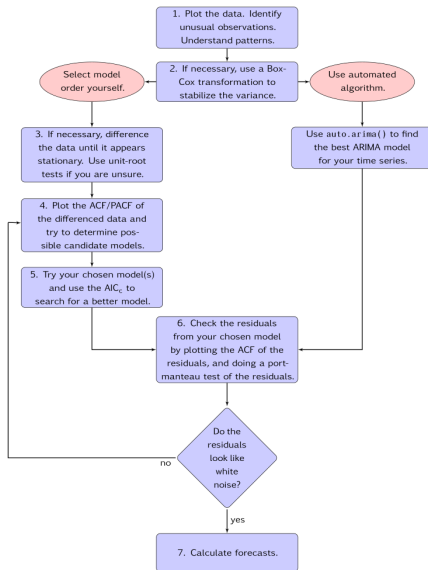 1. Plot the data. Identify
unusual observations.
Understand patterns.
Select model
order yourself.
2. If necessary, use a Box-
Cox transformation to
stabilize the variance.
Use automated
algorithm.
3. If necessary, difference
the data until it appears
stationary. Use unit-root
tests if you are unsure.
Use auto.arima() to find
the best ARIMA model
for your time series.
4. Plot the ACF/PACF of
the differenced data and
try to determine pos-
sible candidate models.
5. Try your chosen model(s)
and use the AICc to
search for a better model.
6. Check the residuals
from your chosen model
by plotting the ACF of the
residuals, and doing a port-
manteau test of the residuals.
Do the
residuals
look like
white
noise?
no
yes
7. Calculate forecasts.